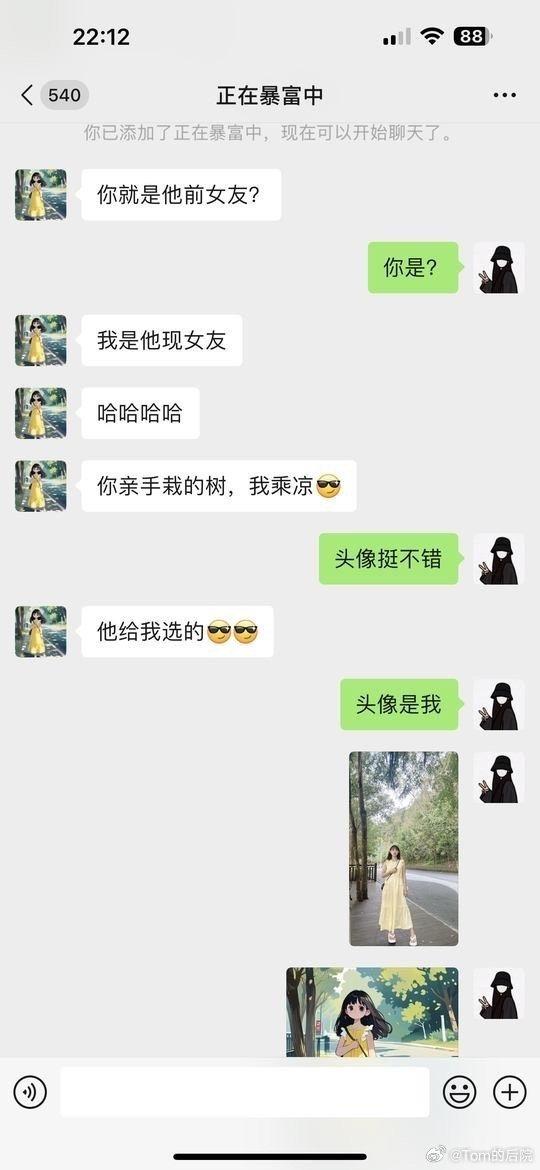 22:12
88
540
正在暴富中
你已添加了正在暴富中，现在可以开始聊天了。
你就是他前女友？
你是？
我是他现女友
哈哈哈哈
你亲手栽的树，我乘凉😎
头像挺不错
他给我选的😎😎
头像是我
@Tom的后院